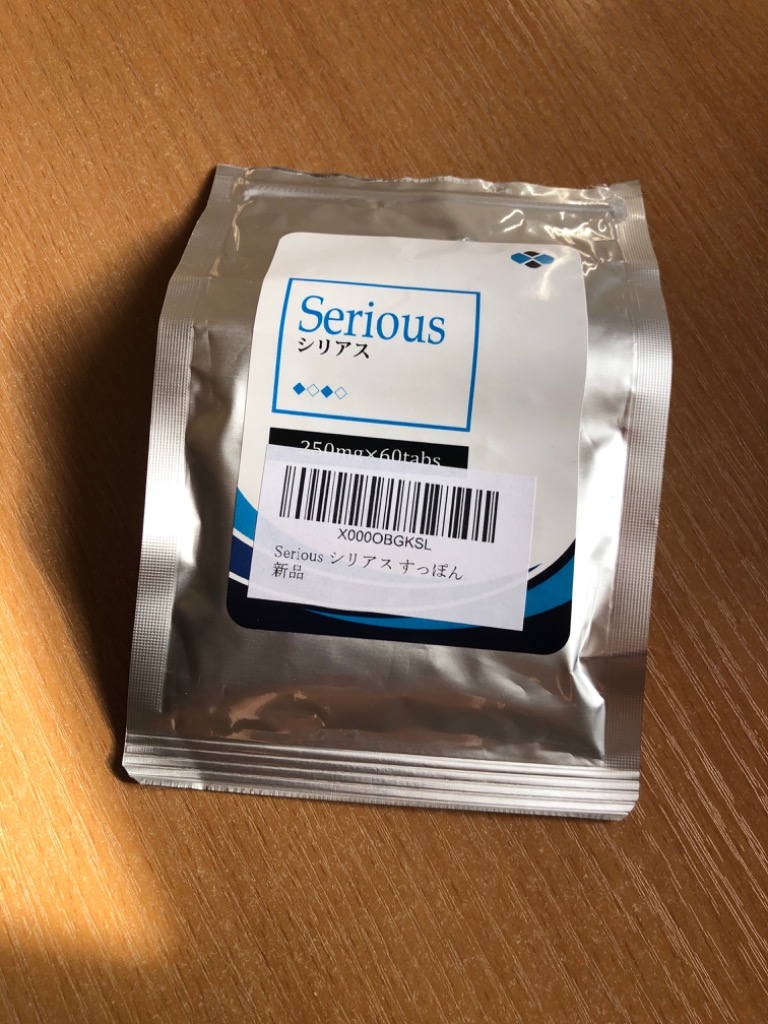 Serious
シリアス
250mg×60tabs
X000OBGKSL
Serious シリアス すっぽん
新品